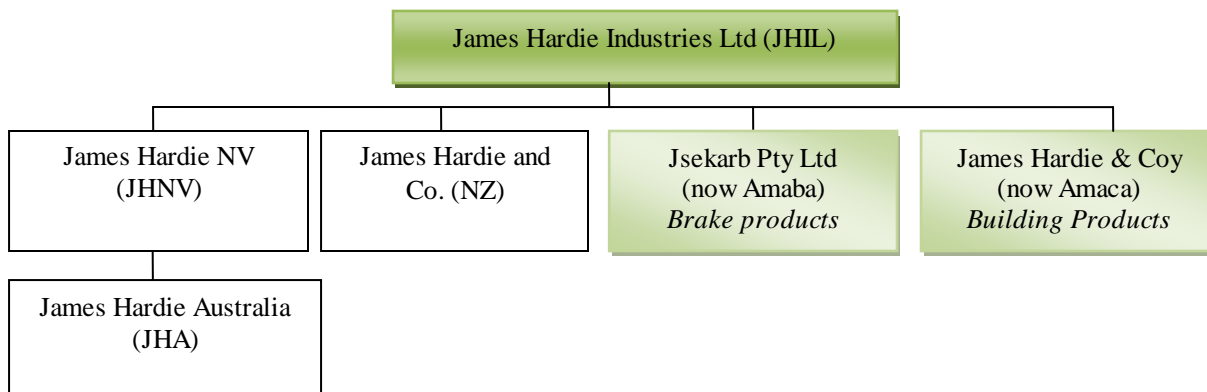 James Hardie Industries Ltd (JHIL)
James Hardie NV
(JHNV)
James Hardie and
Co. (NZ)
Jsekarb Pty Ltd
(now Amaba)
Brake products
James Hardie & Coy
(now Amaca)
Building Products
James Hardie Australia
(JHA)